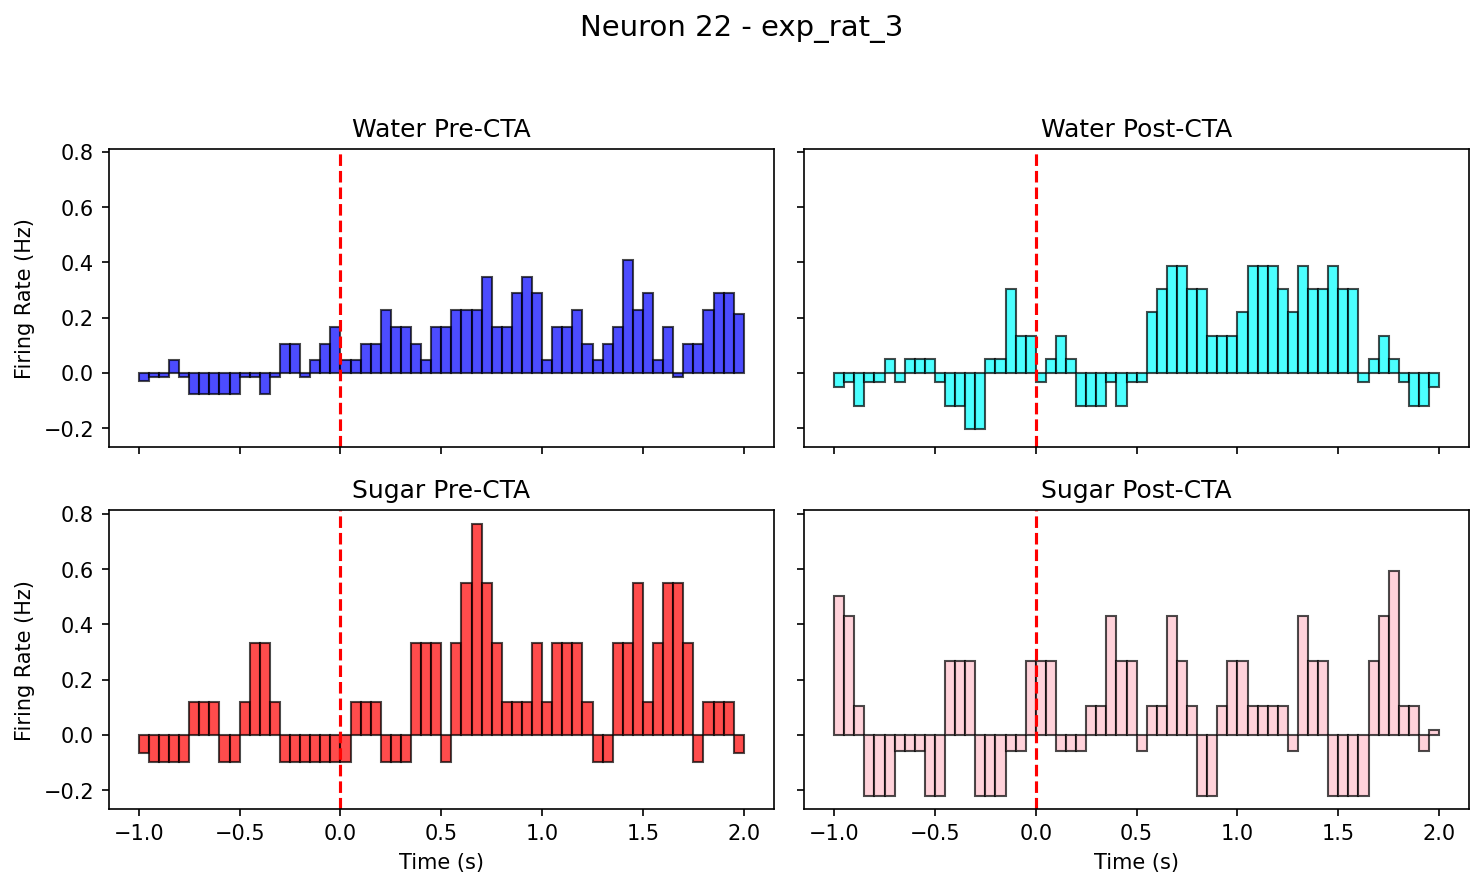 Neuron 22 - exp_rat_3
Water Pre-CTA
Water Post-CTA
Firing Rate (Hz)
0.8
0.6
0.4
0.2
0.0
−0.2
Sugar Pre-CTA
Sugar Post-CTA
Firing Rate (Hz)
0.8
0.6
0.4
0.2
0.0
−0.2
−1.0 −0.5 0.0 0.5 1.0 1.5 2.0
−1.0 −0.5 0.0 0.5 1.0 1.5 2.0
Time (s)
Time (s)